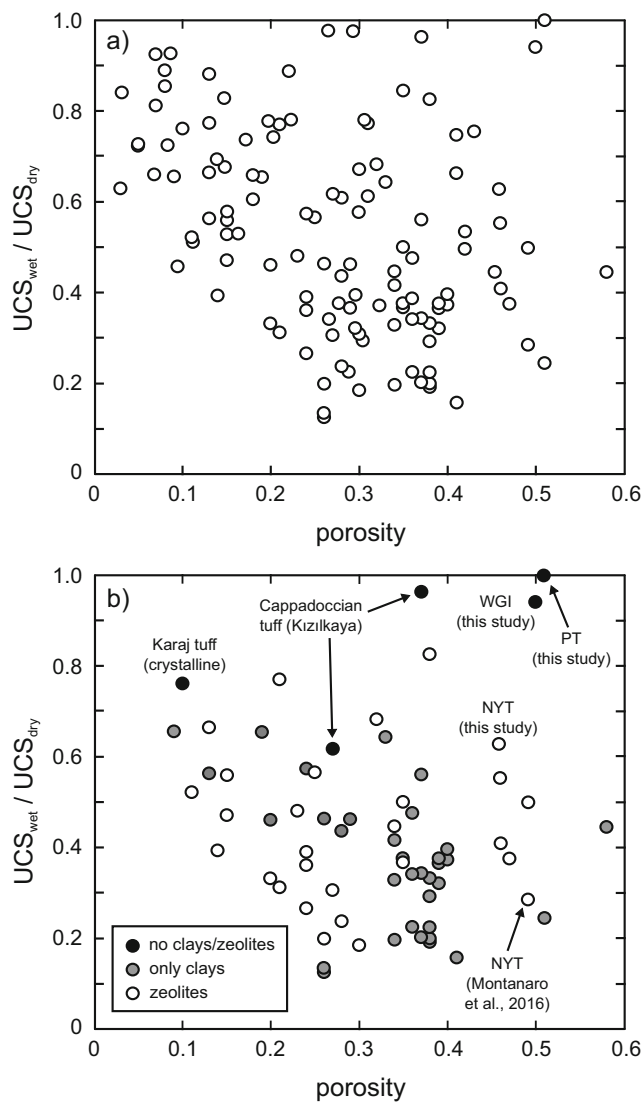 a)
1.0
0.8
0.6
0.4
0.2
0
UCSwet / UCSdry
0 0.1 0.2 0.3 0.4 0.5 0.6
porosity
b)
1.0
0.8
0.6
0.4
0.2
0
UCSwet / UCSdry
Cappadoccian
tuff (Kızılkaya)
WGI
(this study)
PT
(this study)
Karaj tuff
(crystalline)
NYT
(this study)
no clays/zeolites
only clays
zeolites
NYT
(Montanaro
et al., 2016)
0 0.1 0.2 0.3 0.4 0.5 0.6
porosity